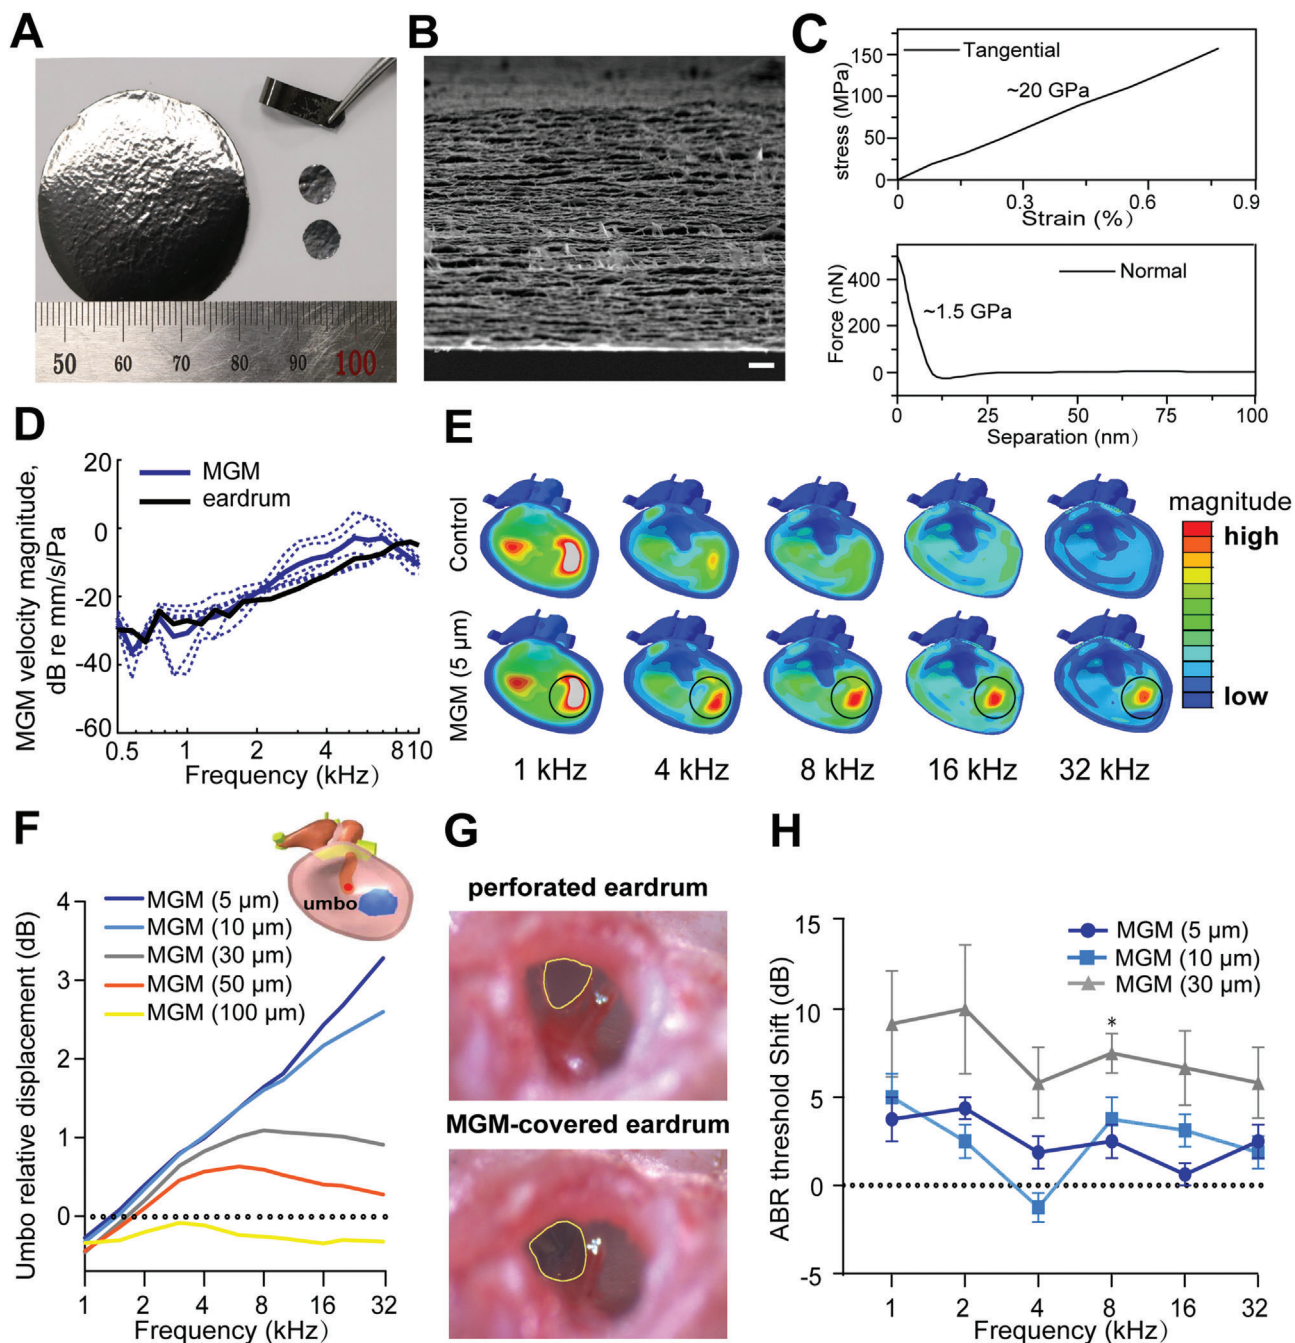 A
50 60 70 80 90 100
B
C
Tangential
~20 GPa
stress (MPa)
150
100
50
0
0 0.3 0.6 0.9
Strain (%)
Normal
~1.5 GPa
Force (nN)
400
200
0
0 25 50 75 100
Separation (nm)
D
MGM
eardrum
MGM velocity magnitude,
dB re mm/s/Pa
20
0
-20
-40
-60
0.5 1 2 4 8 10
Frequency (kHz)
E
Control
MGM (5 µm)
1 kHz 4 kHz 8 kHz 16 kHz 32 kHz
magnitude
high
low
F
umbo
MGM (5 µm)
MGM (10 µm)
MGM (30 µm)
MGM (50 µm)
MGM (100 µm)
Umbo relative displacement (dB)
4
3
2
1
0
1 2 4 8 16 32
Frequency (kHz)
G
perforated eardrum
MGM-covered eardrum
H
MGM (5 µm)
MGM (10 µm)
MGM (30 µm)
*
ABR threshold Shift (dB)
15
10
5
0
-5
1 2 4 8 16 32
Frequency (kHz)